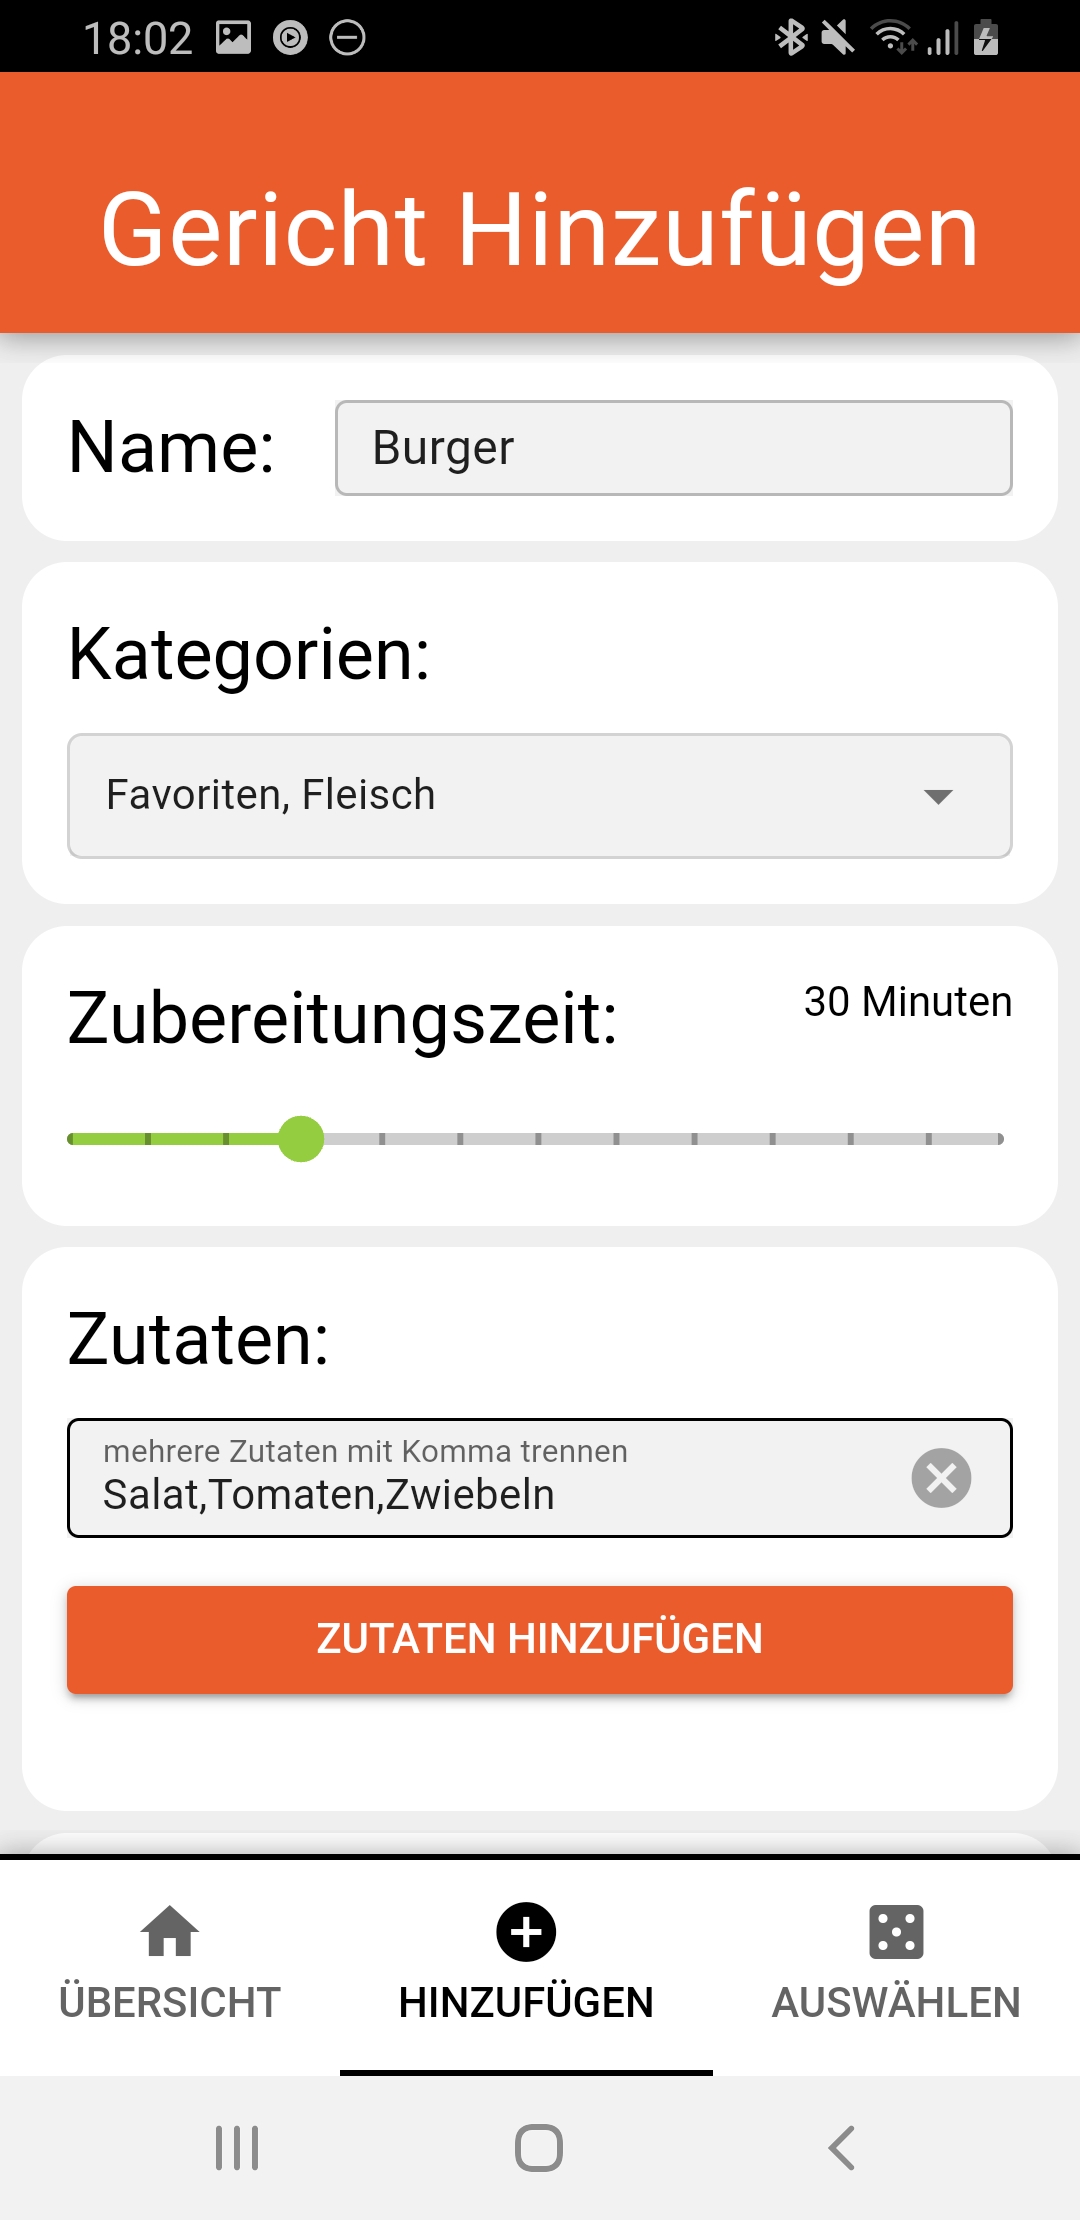 18:02
Gericht Hinzufügen
Name:
Burger
Kategorien:
Favoriten, Fleisch
Zubereitungszeit:
30 Minuten
Zutaten:
mehrere Zutaten mit Komma trennen
Salat,Tomaten,Zwiebeln
ZUTATEN HINZUFÜGEN
ÜBERSICHT
HINZUFÜGEN
AUSWÄHLEN